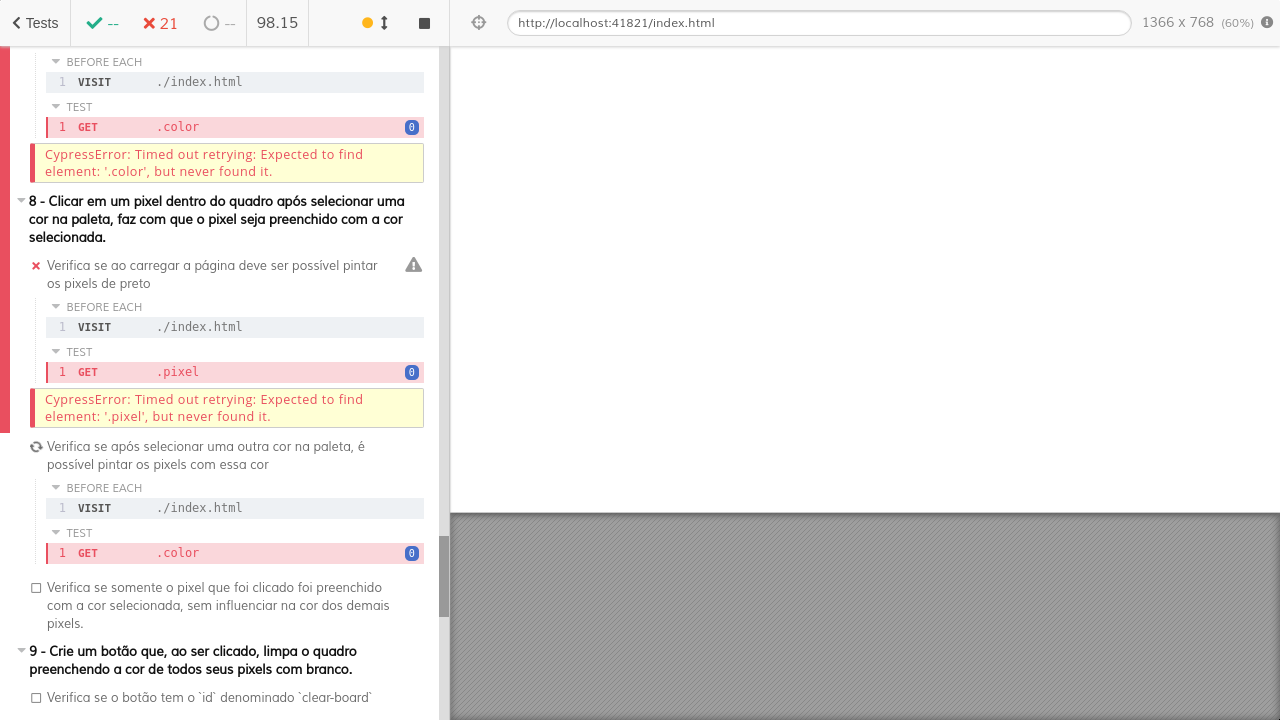 Tests -- 21 -- 98.15 http://localhost:41821/index.html 1366 x 768 (60%)
BEFORE EACH
1 VISIT ./index.html
TEST
1 GET .color 0
CypressError: Timed out retrying: Expected to find
element: '.color', but never found it.
8 - Clicar em um pixel dentro do quadro após selecionar uma
cor na paleta, faz com que o pixel seja preenchido com a cor
selecionada.
Verifica se ao carregar a página deve ser possível pintar
os pixels de preto
BEFORE EACH
1 VISIT ./index.html
TEST
1 GET .pixel 0
CypressError: Timed out retrying: Expected to find
element: '.pixel', but never found it.
Verifica se após selecionar uma outra cor na paleta, é
possível pintar os pixels com essa cor
BEFORE EACH
1 VISIT ./index.html
TEST
1 GET .color 0
Verifica se somente o pixel que foi clicado foi preenchido
com a cor selecionada, sem influenciar na cor dos demais
pixels.
9 - Crie um botão que, ao ser clicado, limpa o quadro
preenchendo a cor de todos seus pixels com branco.
Verifica se o botão tem o `id` denominado `clear-board`